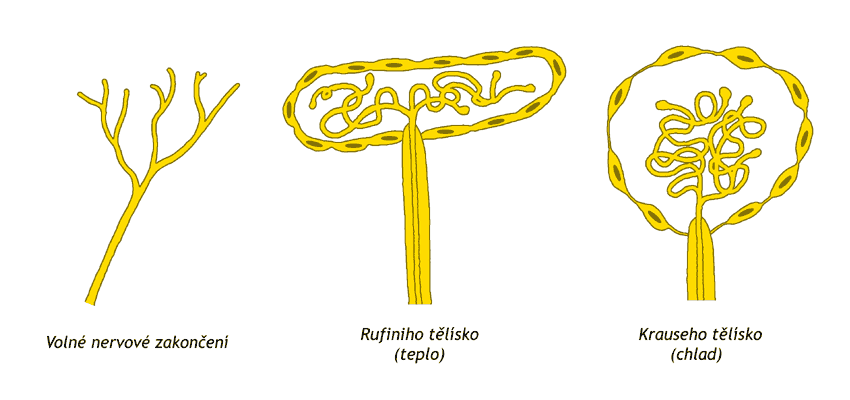 Volné nervové zakončení
Rufiniho tělísko
(teplo)
Krauseho tělísko
(chlad)